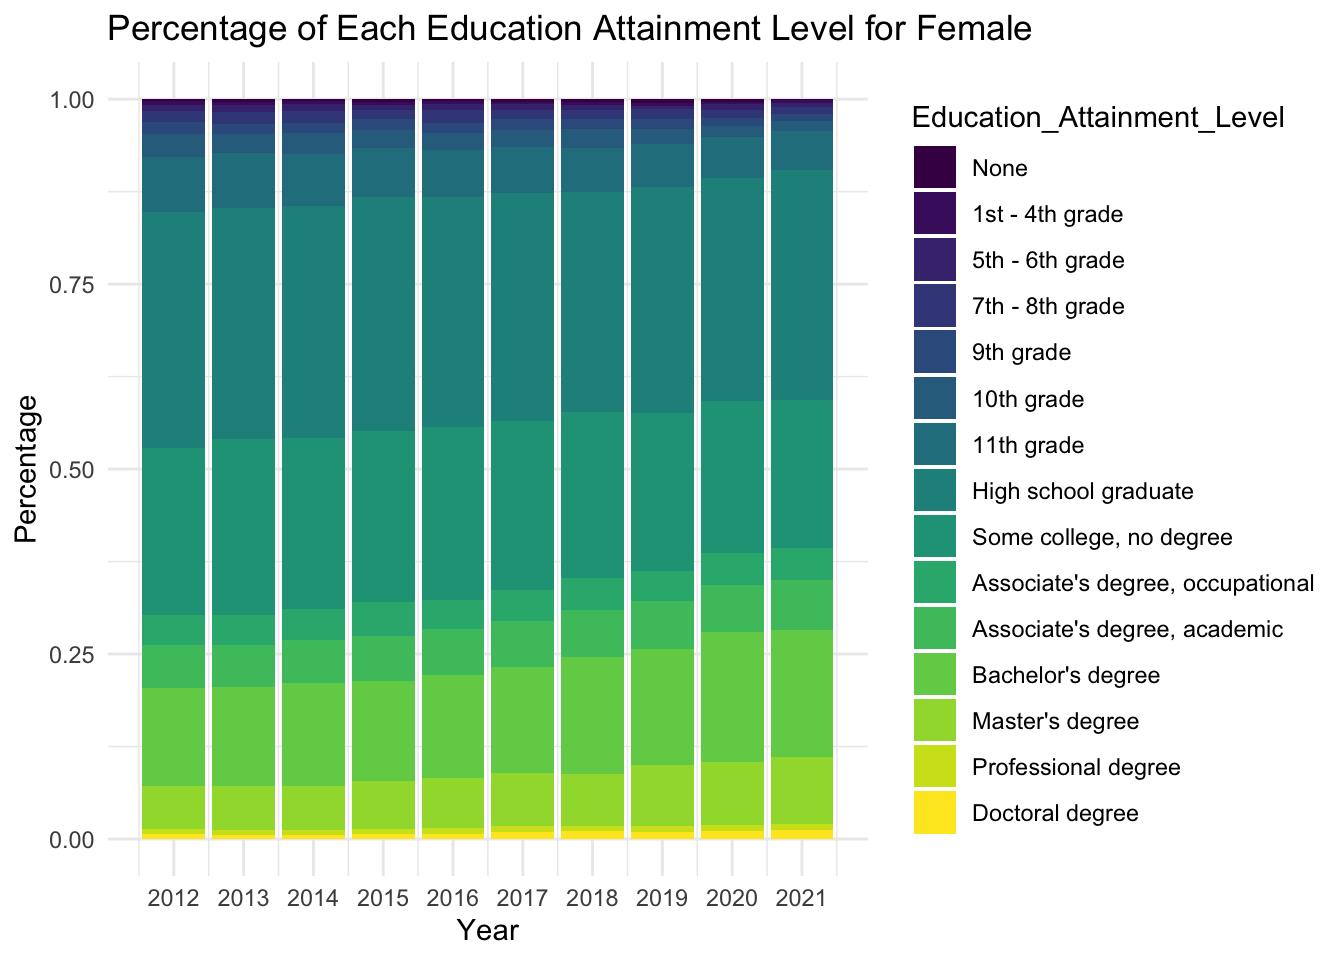 Percentage of Each Education Attainment Level for Female
1.00
0.75
0.50
0.25
0.00
Percentage
2012 2013 2014 2015 2016 2017 2018 2019 2020 2021
Year
Education_Attainment_Level
None
1st - 4th grade
5th - 6th grade
7th - 8th grade
9th grade
10th grade
11th grade
High school graduate
Some college, no degree
Associate's degree, occupational
Associate's degree, academic
Bachelor's degree
Master's degree
Professional degree
Doctoral degree